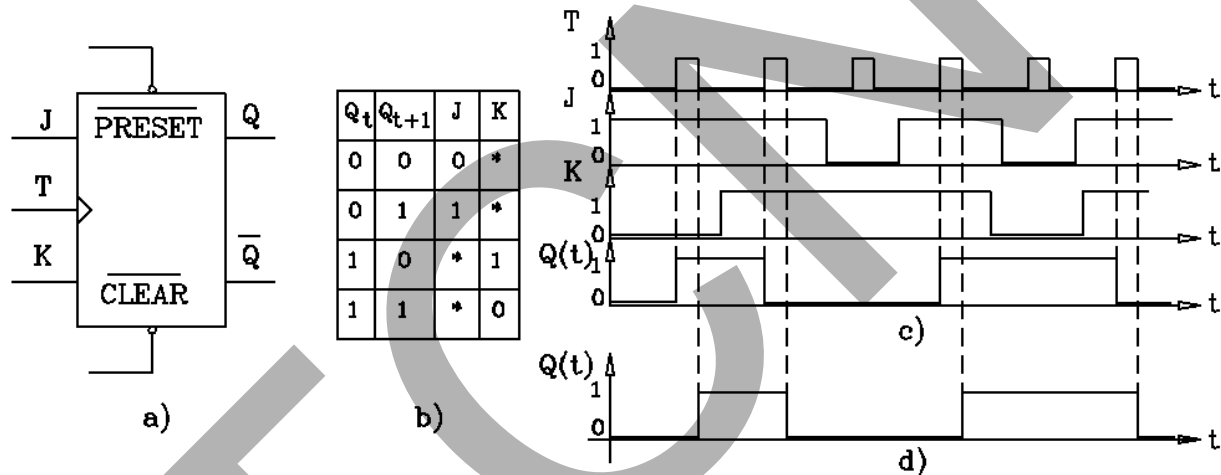 J
T
K
PRESET
CLEAR
Q
Q
a)
Qt Qt+1 J K
0 0 0 *
0 1 1 *
1 0 * 1
1 1 * 0
b)
T
1
0
t
J
1
0
t
K
1
0
t
Q(t)
1
0
t
c)
Q(t)
1
0
t
d)